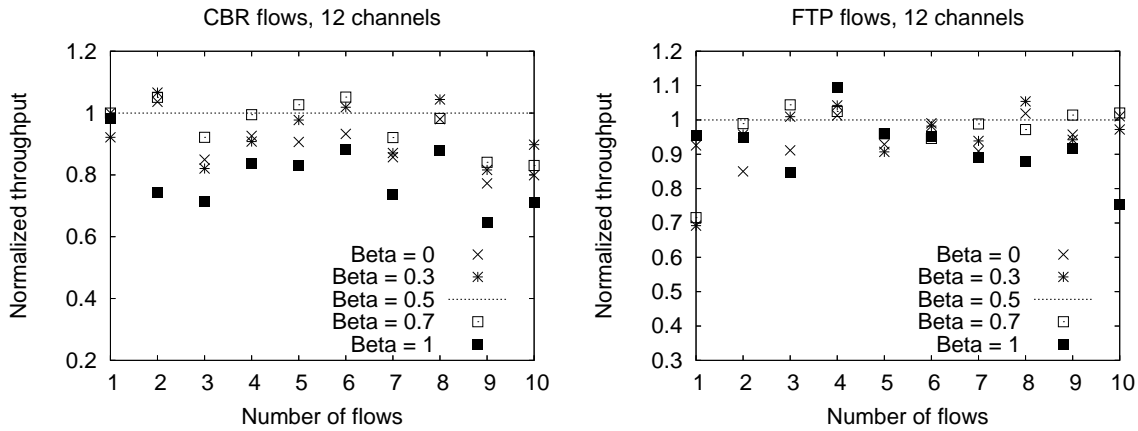 CBR flows, 12 channels
1.2
1
0.8
0.6
0.4
0.2
Normalized throughput
Beta = 0
Beta = 0.3
Beta = 0.5
Beta = 0.7
Beta = 1
1 2 3 4 5 6 7 8 9 10
Number of flows
FTP flows, 12 channels
1.2
1.1
1
0.9
0.8
0.7
0.6
0.5
0.4
0.3
Normalized throughput
Beta = 0
Beta = 0.3
Beta = 0.5
Beta = 0.7
Beta = 1
1 2 3 4 5 6 7 8 9 10
Number of flows